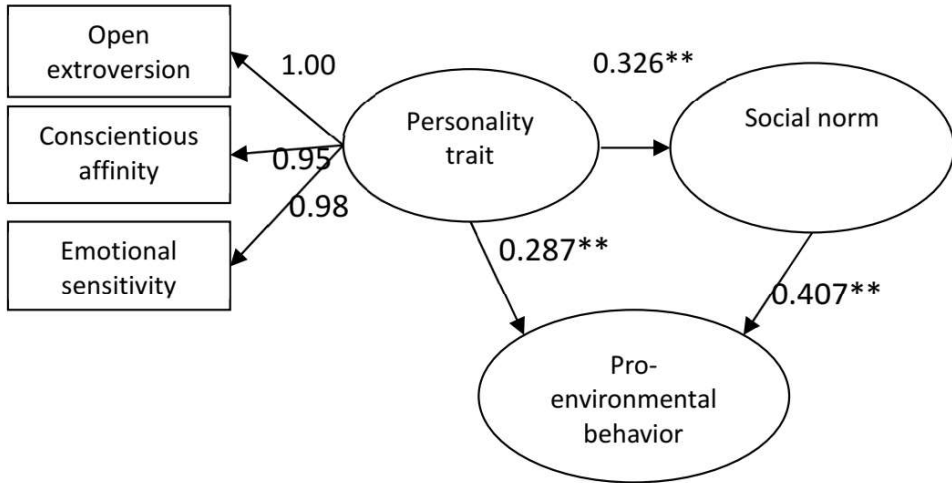 Open
extroversion
1.00
Conscientious
affinity
0.95
Emotional
sensitivity
0.98
Personality
trait
0.326**
Social norm
0.287**
0.407**
Pro-
environmental
behavior